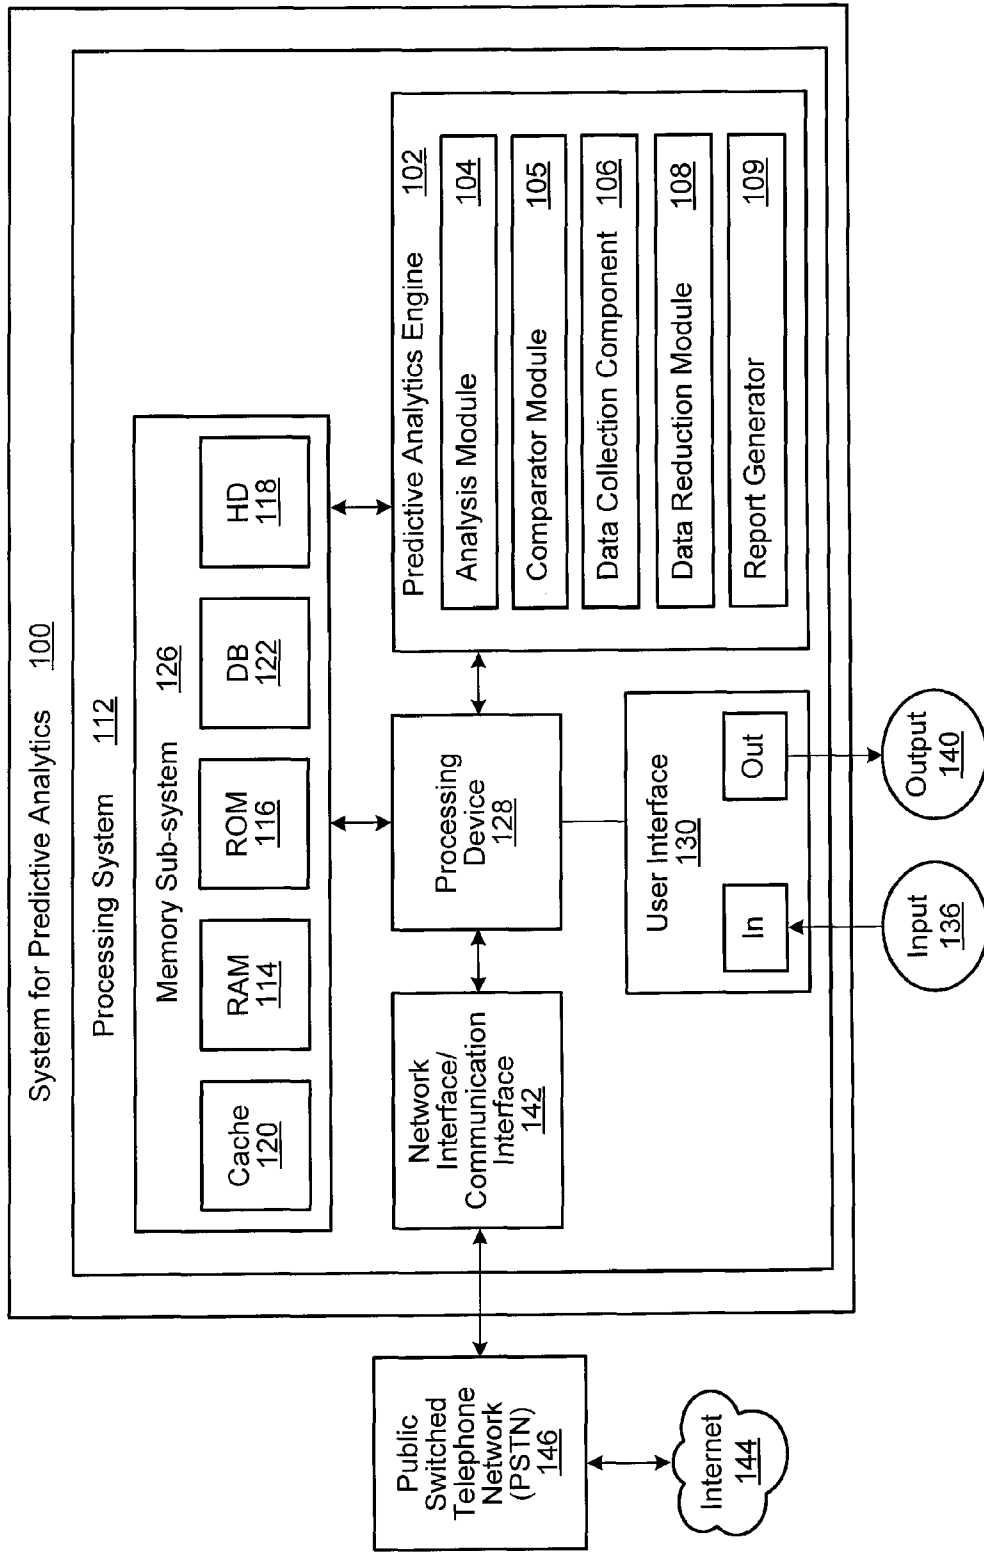 System for Predictive Analytics 100
Processing System 112
Memory Sub-system 126
Cache
120
RAM
114
ROM
116
DB
122
HD
118
Public
Switched
Telephone
Network
(PSTN)
146
Internet
144
Network
Interface/
Communication
Interface
142
Processing
Device
128
Predictive Analytics Engine 102
Analysis Module 104
Comparator Module 105
Data Collection Component 106
Data Reduction Module 108
Report Generator 109
User Interface
130
In
Out
Input
136
Output
140